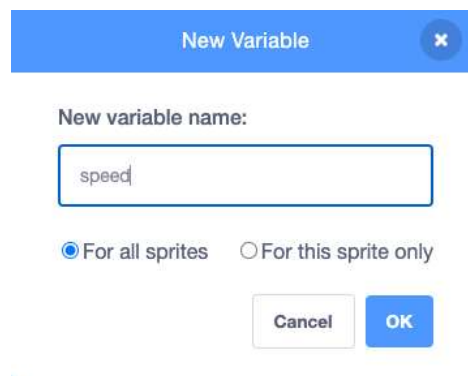 New Variable
New variable name:
speed
For all sprites For this sprite only
Cancel OK